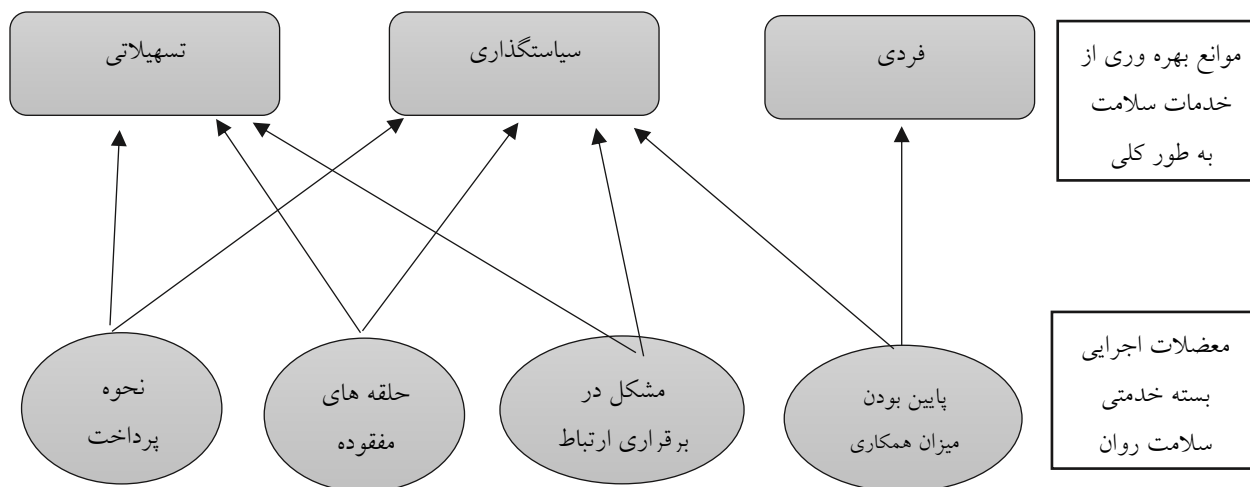 موانع بهره وری از
خدمات سلامت
به طور کلی
فردی
سیاستگذاری
تسهیلاتی
معضلات اجرایی
بسته خدمتی
سلامت روان
پایین بودن
میزان همکاری
مشکل در
برقراری ارتباط
حلقه های
مفقوده
نحوه
پرداخت